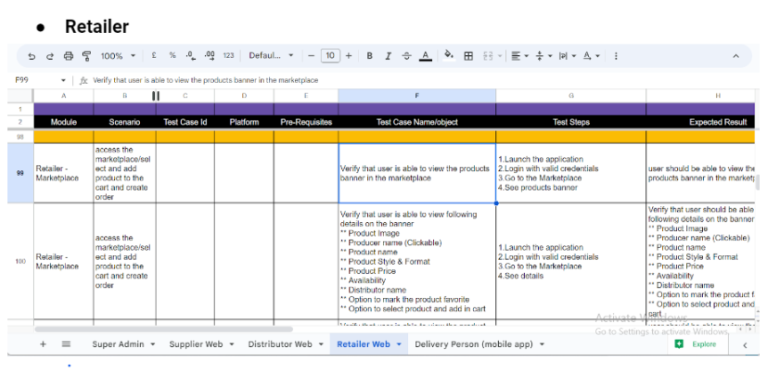 ● Retailer
100% £ % .0 .00 123 Defaul... − 10 + B I A
F99 fx Verify that user is able to view the products banner in the marketplace
A B C D E F G H
1
2 Module Scenario Test Case Id Platform Pre-Requisites Test Case Name/object Test Steps Expected Result
98
99
Retailer -
Marketplace
access the
marketplace/sel
ect and add
product to the
cart and create
order
Verify that user is able to view the products
banner in the marketplace
1.Launch the application
2.Login with valid credentials
3.Go to the Marketplace
4.See products banner
user should be able to view the
products banner in the market
100
Retailer -
Marketplace
access the
marketplace/sel
ect and add
product to the
cart and create
order
Verify that user is able to view following
details on the banner
** Product Image
** Producer name (Clickable)
** Product name
** Product Style & Format
** Product Price
** Availability
** Distributor name
** Option to mark the product favorite
** Option to select product and add in cart
1.Launch the application
2.Login with valid credentials
3.Go to the Marketplace
4.See details
Verify that user should be able
following details on the banner
** Product Image
** Producer name (Clickable)
** Product name
** Product Style & Format
** Product Price
** Availability
** Distributor name
** Option to mark the product f
** Option to select product and
cart
Activate Windows
Go to Settings to activate Windows.
+ Super Admin Supplier Web Distributor Web Retailer Web Delivery Person (mobile app) Explore